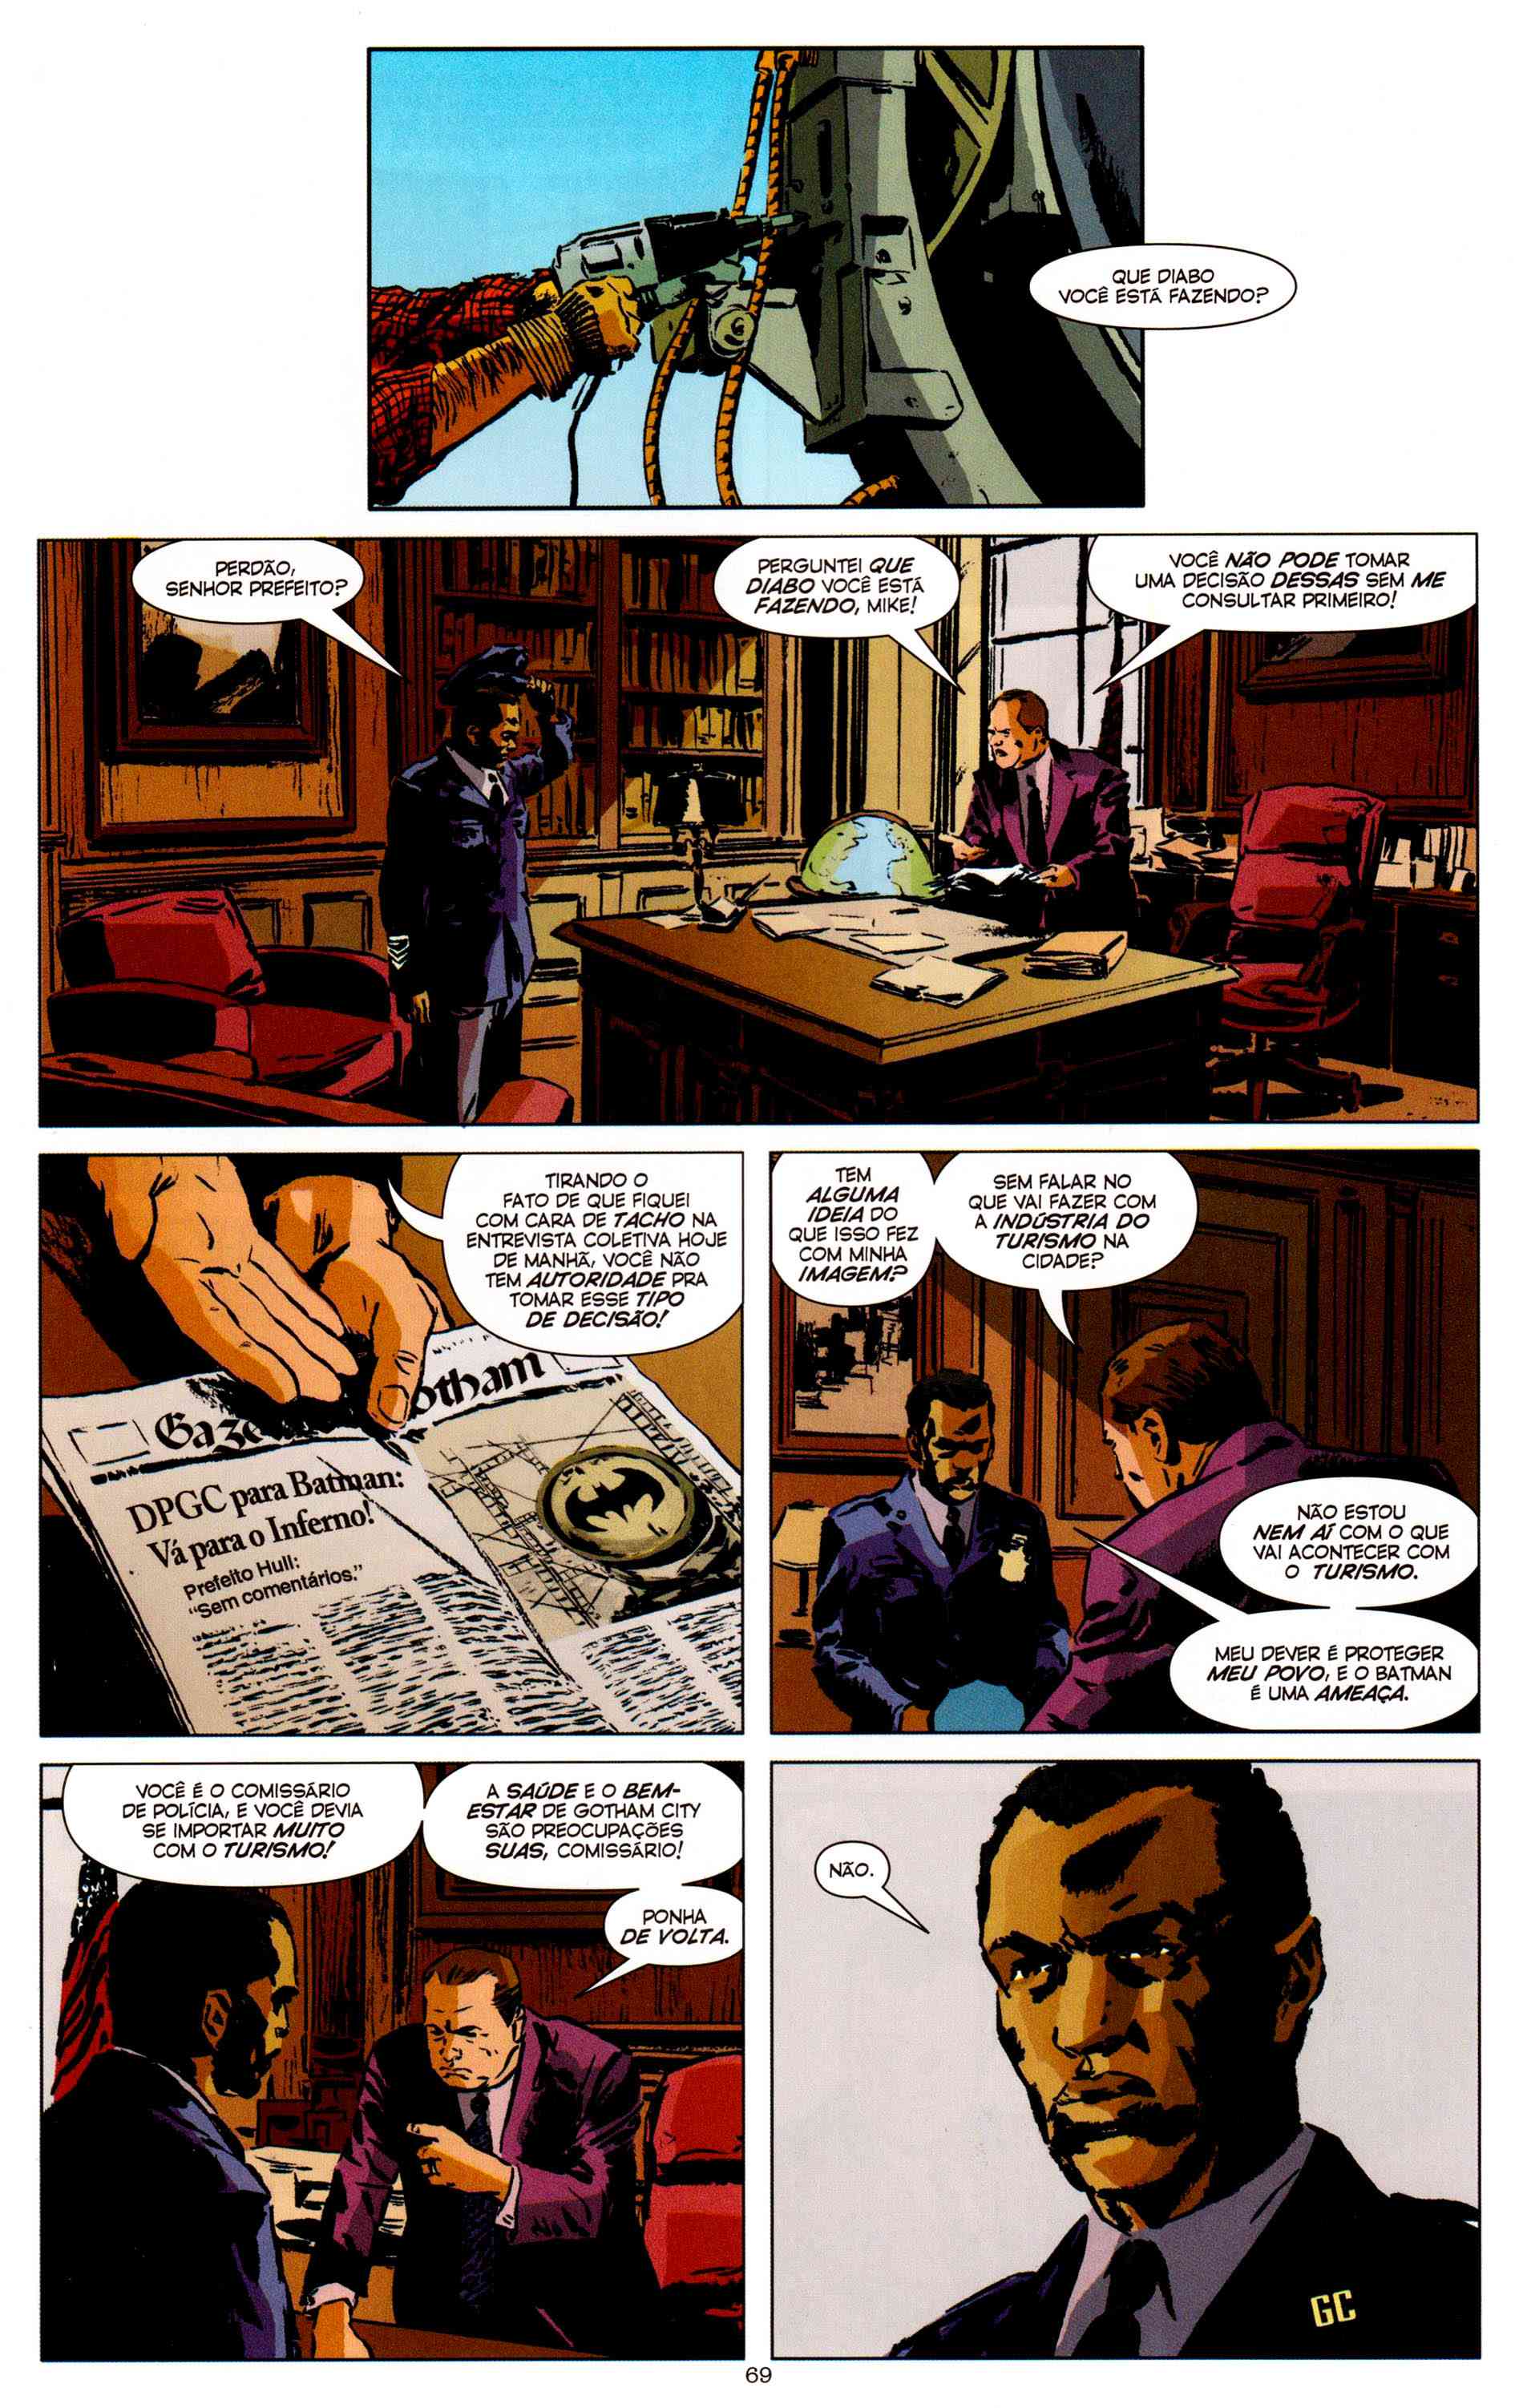 QUE DIABO
VOCÊ ESTÁ FAZENDO?
PERDÃO,
SENHOR PREFEITO?
PERGUNTEI QUE
DIABO VOCÊ ESTÁ
FAZENDO, MIKE!
VOCÊ NÃO PODE TOMAR
UMA DECISÃO DESSAS SEM ME
CONSULTAR PRIMEIRO!
TIRANDO O
FATO DE QUE FIQUEI
COM CARA DE TACHO NA
ENTREVISTA COLETIVA HOJE
DE MANHÃ, VOCÊ NÃO
TEM AUTORIDADE PRA
TOMAR ESSE TIPO
DE DECISÃO!
Gaze otham
DPGC para Batman:
Vá para o Inferno!
Prefeito Hull:
“Sem comentários.”
TEM
ALGUMA
IDEIA DO
QUE ISSO FEZ
COM MINHA
IMAGEM?
SEM FALAR NO
QUE VAI FAZER COM
A INDÚSTRIA DO
TURISMO NA
CIDADE?
NÃO ESTOU
NEM AÍ COM O QUE
VAI ACONTECER COM
O TURISMO.
MEU DEVER É PROTEGER
MEU POVO, E O BATMAN
É UMA AMEAÇA.
VOCÊ É O COMISSÁRIO
DE POLÍCIA, E VOCÊ DEVIA
SE IMPORTAR MUITO
COM O TURISMO!
A SAÚDE E O BEM-
ESTAR DE GOTHAM CITY
SÃO PREOCUPAÇÕES
SUAS, COMISSÁRIO!
PONHA
DE VOLTA.
NÃO.
GC
69